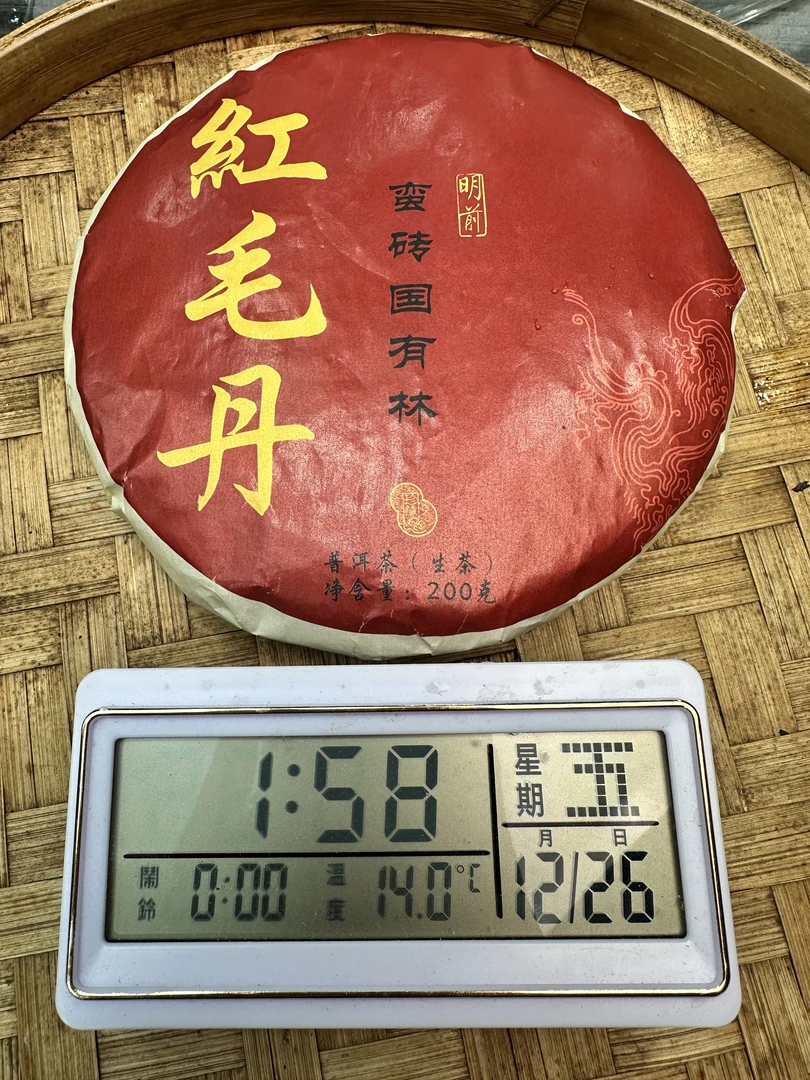 紅毛丹
蛮砖国有林
明前
普洱茶（生茶）
净含量：200克
1:58
星期 五
鬧鈴 0:00
溫度 14.0°C
月 日
12/26